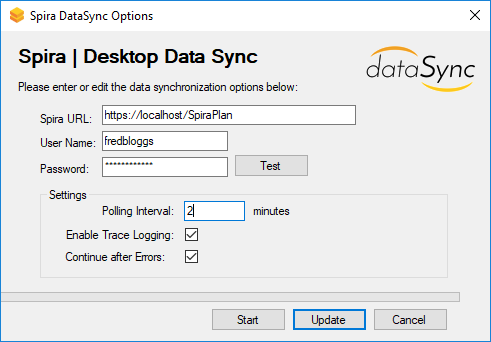 Spira DataSync Options
Spira | Desktop Data Sync
dataSync
Please enter or edit the data synchronization options below:
Spira URL: https://localhost/SpiraPlan
User Name: fredbloggs
Password: ************ Test
Settings
Polling Interval: 2 minutes
Enable Trace Logging:
Continue after Errors:
Start Update Cancel